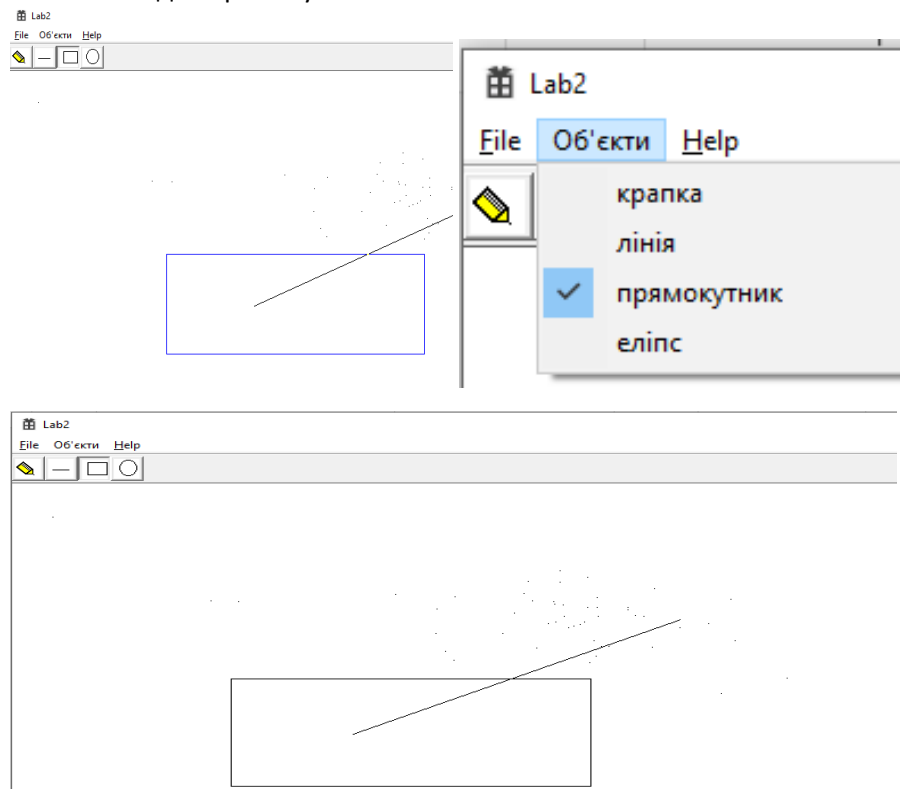 Lab2
File Об'єкти Help
Lab2
File Об'єкти Help
крапка
лінія
прямокутник
еліпс
Lab2
File Об'єкти Help